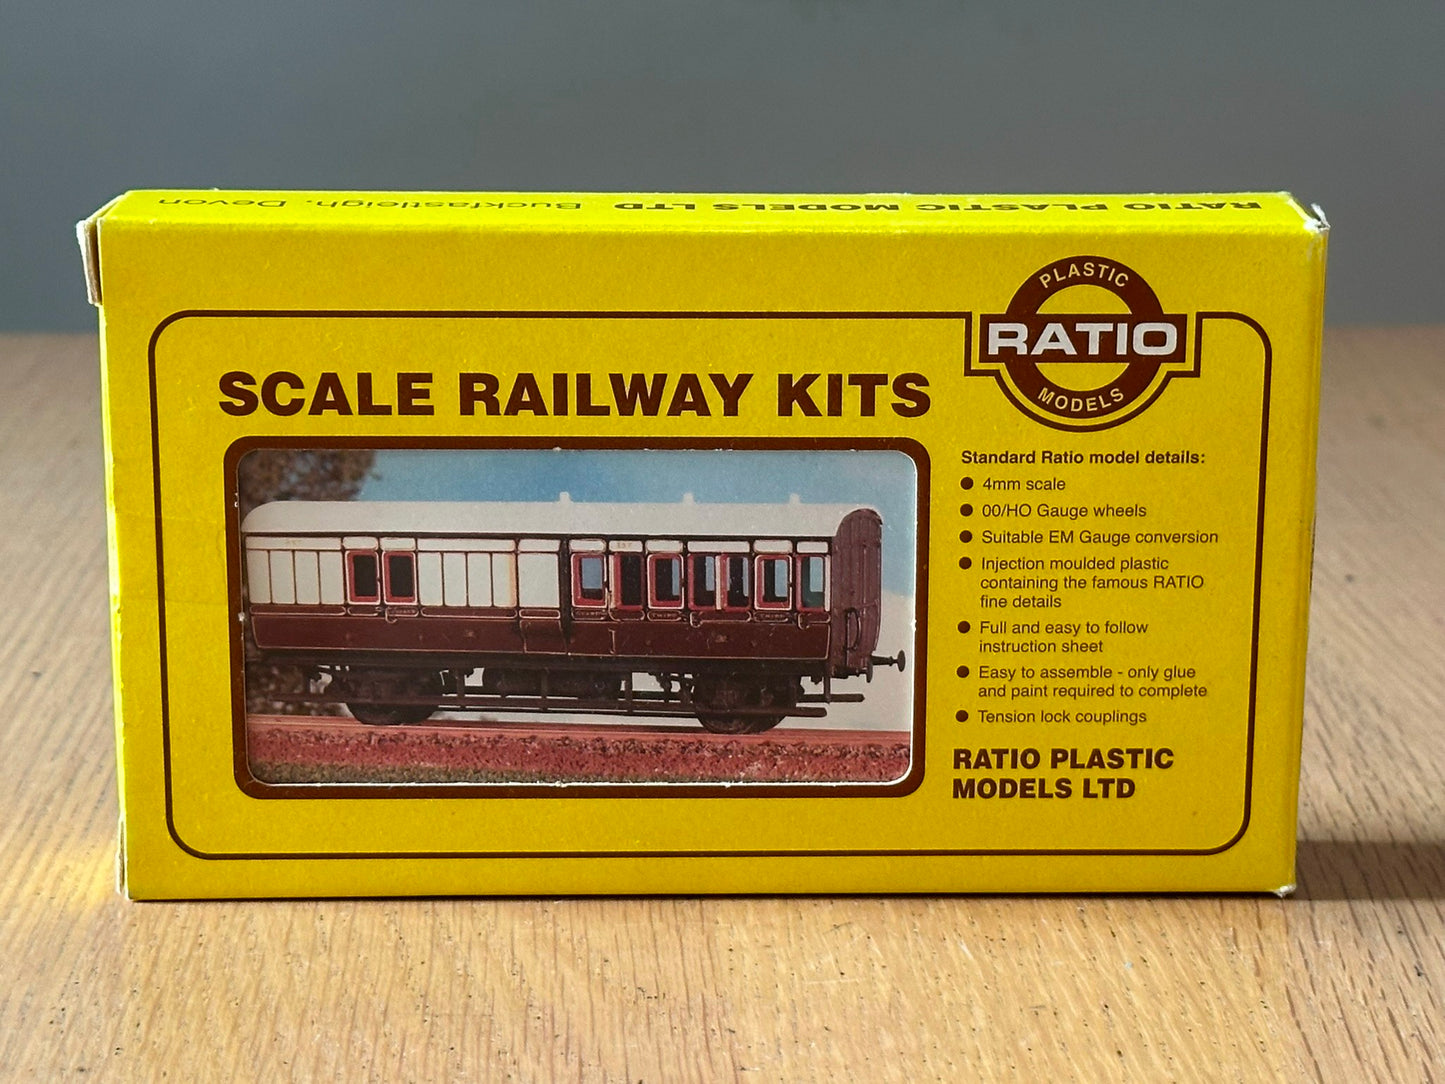 RATIO PLASTIC MODELS LTD Buckfastleigh, Devon
PLASTIC
RATIO
MODELS
SCALE RAILWAY KITS
Standard Ratio model details:
● 4mm scale
● 00/HO Gauge wheels
● Suitable EM Gauge conversion
● Injection moulded plastic
containing the famous RATIO
fine details
● Full and easy to follow
instruction sheet
● Easy to assemble - only glue
and paint required to complete
● Tension lock couplings
RATIO PLASTIC
MODELS LTD